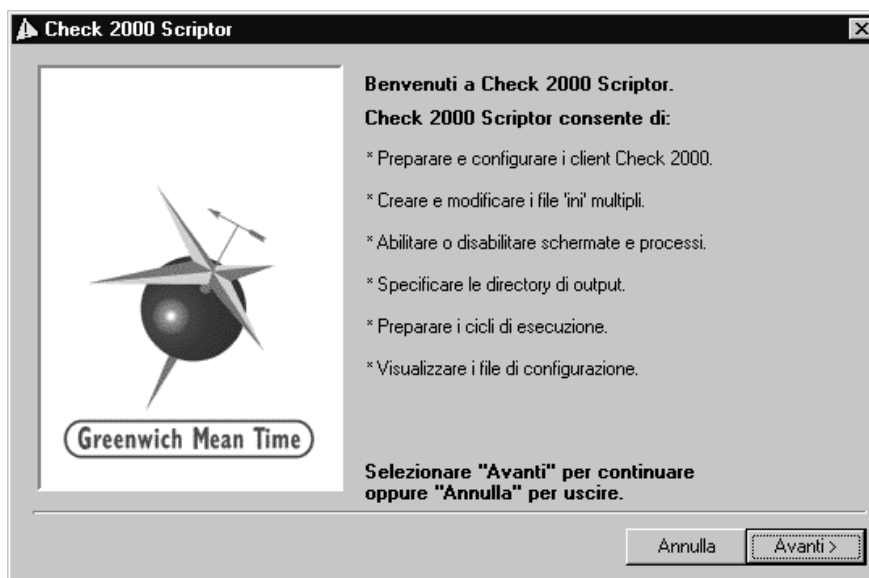 Check 2000 Scriptor
Benvenuti a Check 2000 Scriptor.
Check 2000 Scriptor consente di:
* Preparare e configurare i client Check 2000.
* Creare e modificare i file 'ini' multipli.
* Abilitare o disabilitare schermate e processi.
* Specificare le directory di output.
* Preparare i cicli di esecuzione.
* Visualizzare i file di configurazione.
Greenwich Mean Time
Selezionare "Avanti" per continuare
oppure "Annulla" per uscire.
Annulla
Avanti >